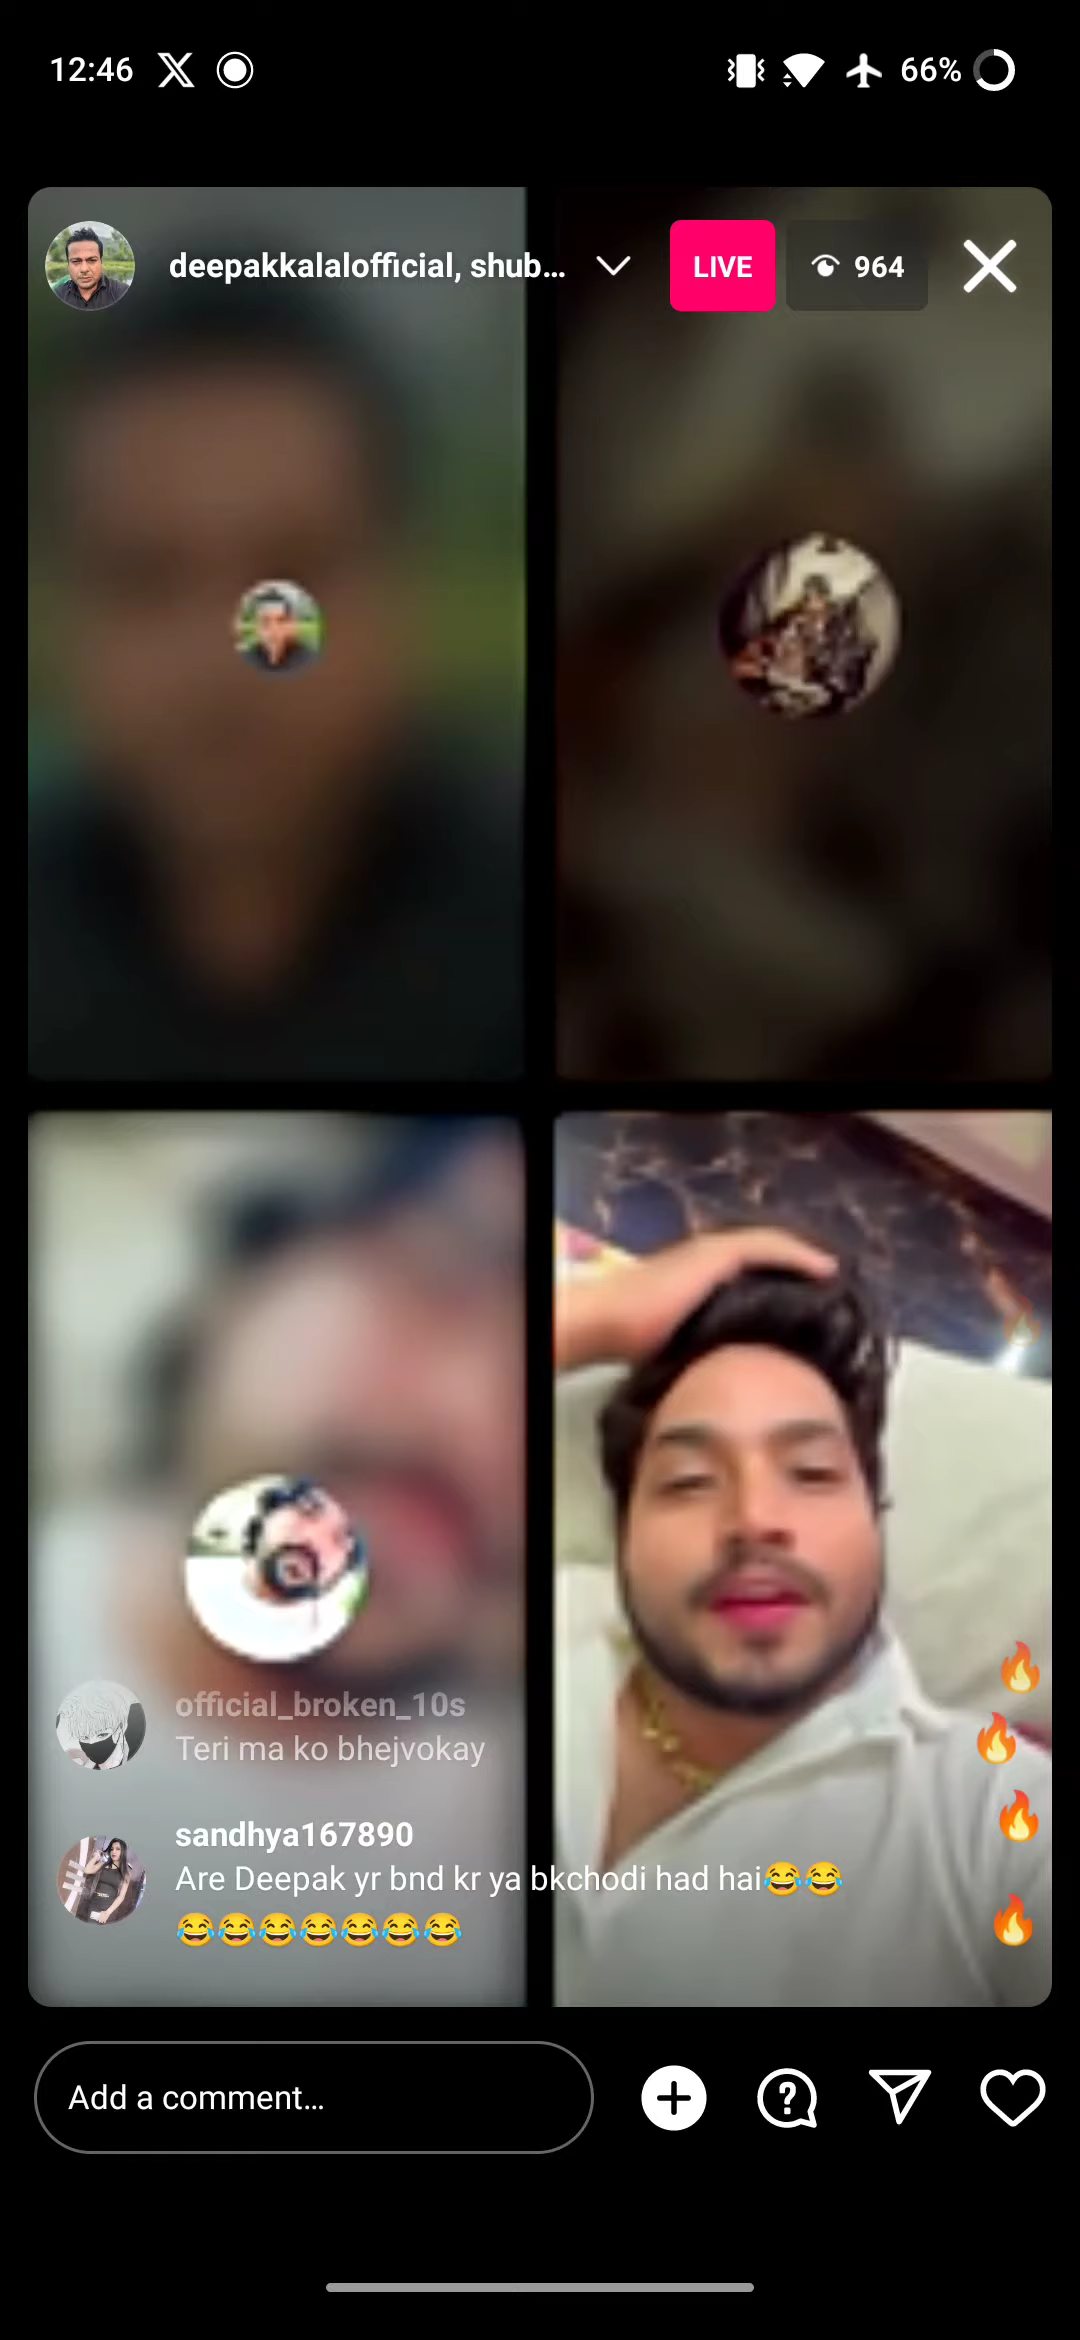 12:46
66%
deepakkalalofficial, shub...
LIVE
964
official_broken_10s
Teri ma ko bhejvokay
sandhya167890
Are Deepak yr bnd kr ya bkchodi had hai😂😂
😂😂😂😂😂😂😂
Add a comment...